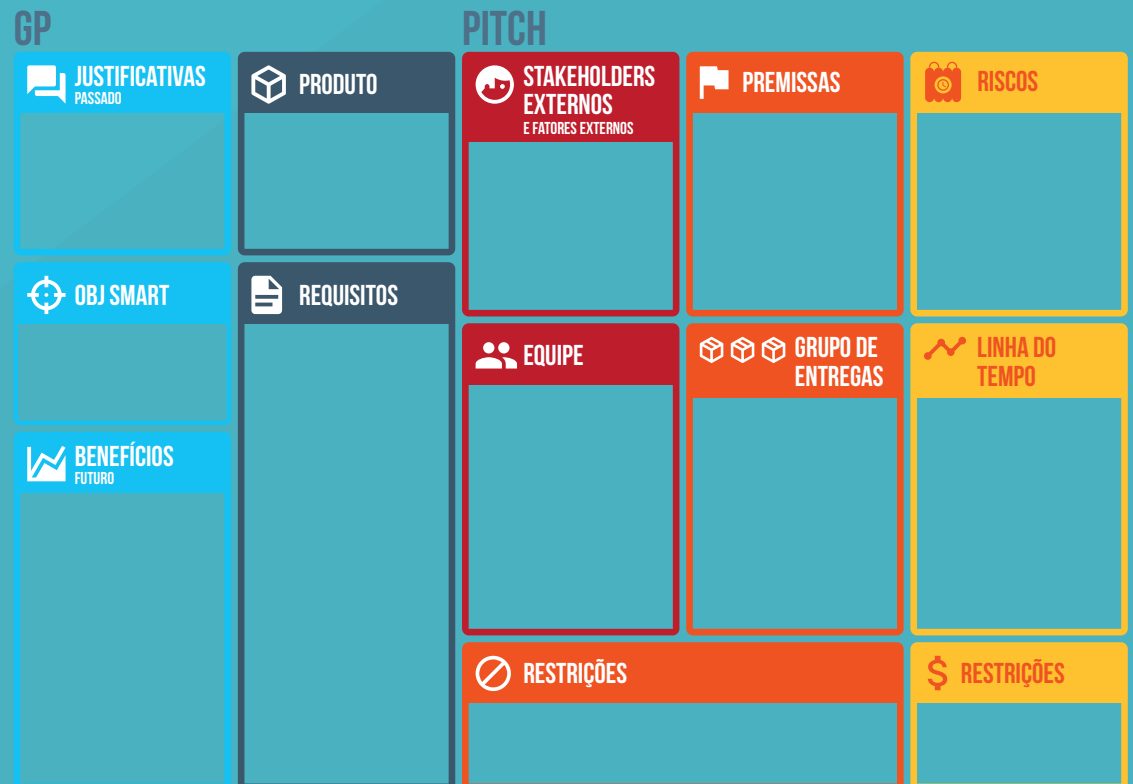 GP
PITCH
JUSTIFICATIVAS
PASSADO
PRODUTO
STAKEHOLDERS
EXTERNOS
E FATORES EXTERNOS
PREMISSAS
RISCOS
OBJ SMART
REQUISITOS
EQUIPE
GRUPO DE
ENTREGAS
LINHA DO
TEMPO
BENEFÍCIOS
FUTURO
RESTRIÇÕES
$ RESTRIÇÕES